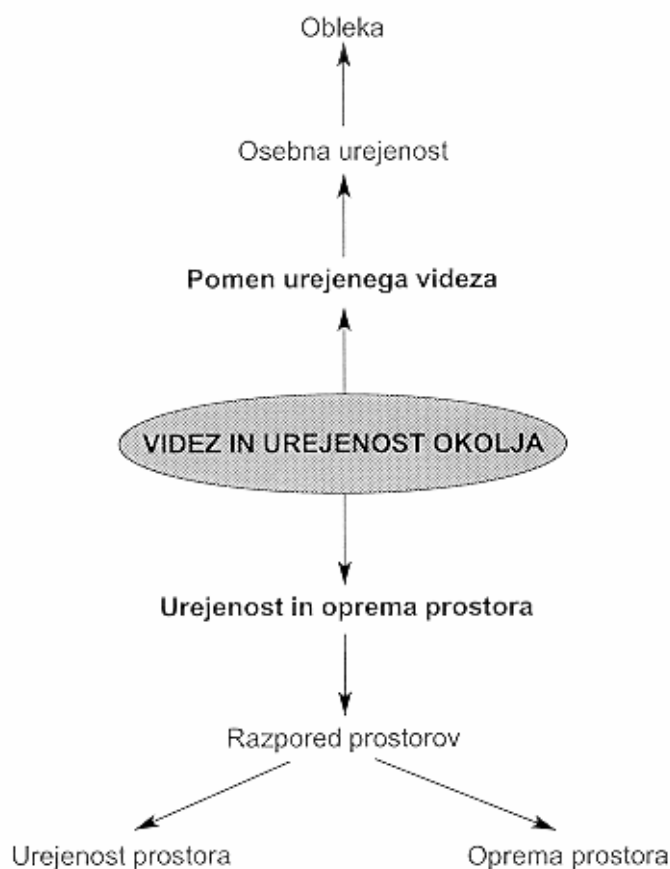 Obleka
Osebna urejenost
Pomen urejenega videza
VIDEZ IN UREJENOST OKOLJA
Urejenost in oprema prostora
Razpored prostorov
Urejenost prostora
Oprema prostora